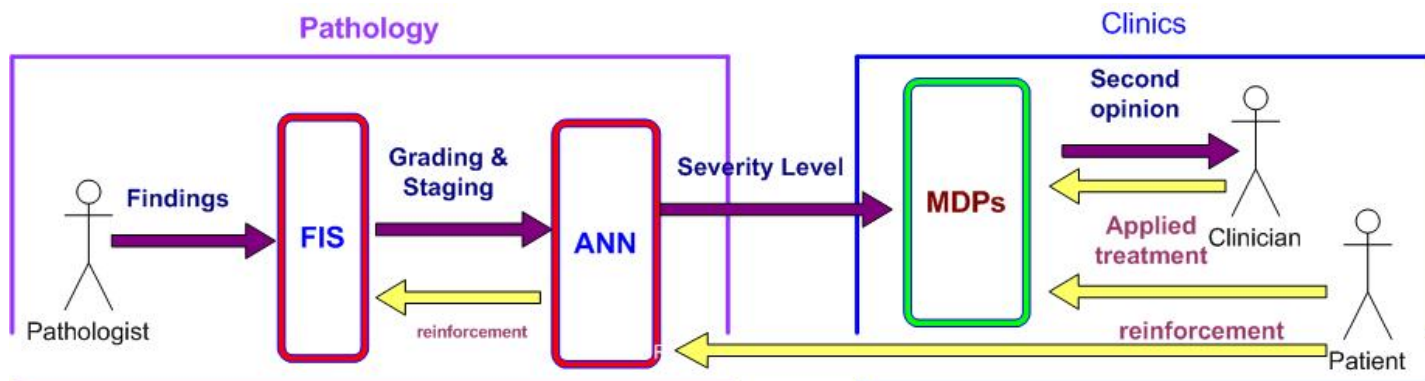 Pathology
Clinics
Second
opinion
Grading &
Staging
Severity Level
Findings
FIS
ANN
MDPs
Applied
treatment
Clinician
reinforcement
reinforcement
Pathologist
Patient